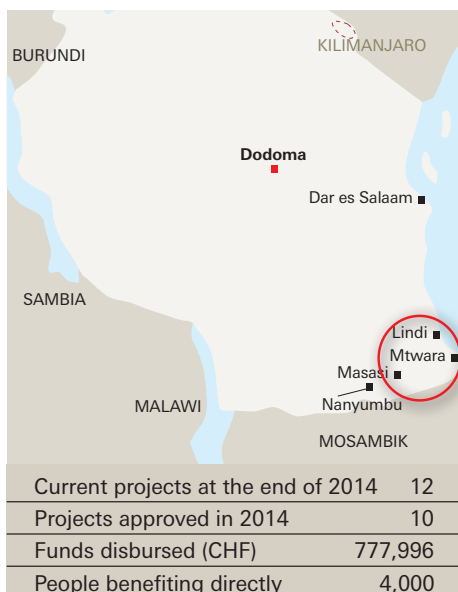 KILIMANJARO
BURUNDI
Dodoma
Dar es Salaam
SAMBIA
Lindi
Mtwara
Masasi
MALAWI
Nanyumbu
MOSAMBIK
Current projects at the end of 2014 12
Projects approved in 2014 10
Funds disbursed (CHF) 777,996
People benefiting directly 4,000